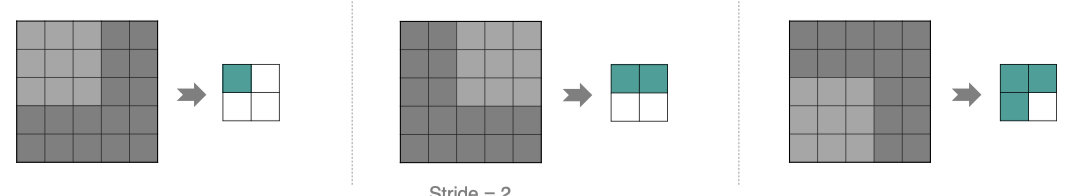 Stride = 2